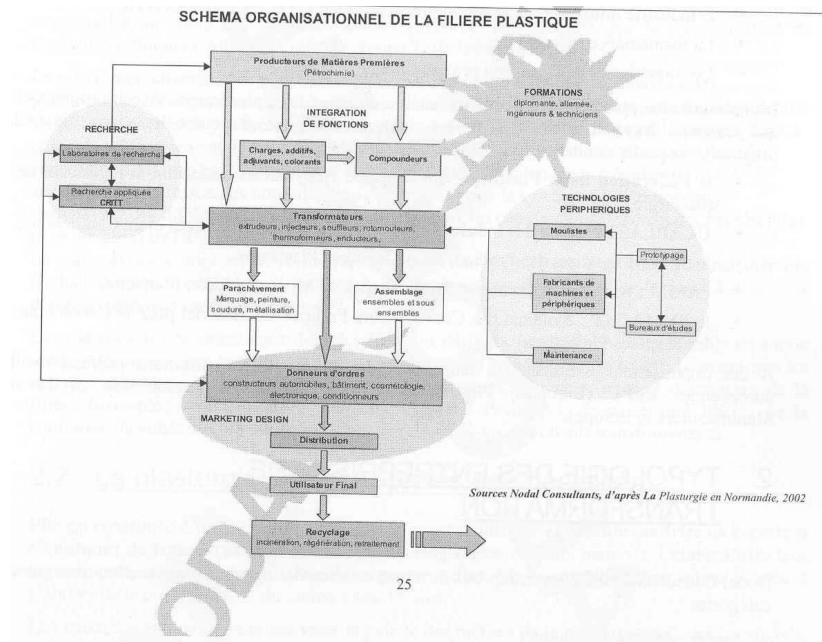 SCHEMA ORGANISATIONNEL DE LA FILIERE PLASTIQUE
Producteurs de Matières Premières
(Pétrochimie)
FORMATIONS
diplomante, alternée,
ingénieurs & techniciens
INTEGRATION
DE FONCTIONS
RECHERCHE
Laboratoires de recherche
Recherche appliquée
CRITT
Charges, additifs,
adjuvants, colorants
Compoundeurs
Transformateurs
extrudeurs, injecteurs, souffleurs, rotomouleurs,
thermoformeurs, enducteurs,
TECHNOLOGIES
PERIPHERIQUES
Moulistes
Prototypage
Fabricants de
machines et
périphériques
Bureaux d'études
Maintenance
Parachèvement
Marquage, peinture,
soudure, métallisation
Assemblage
ensembles et sous
ensembles
Donneurs d'ordres
constructeurs automobiles, bâtiment, cosmétologie,
électronique, conditionneurs
MARKETING DESIGN
Distribution
Utilisateur Final
Sources Nodal Consultants, d'après La Plasturgie en Normandie, 2002
Recyclage
incinération, régénération, retraitement
25